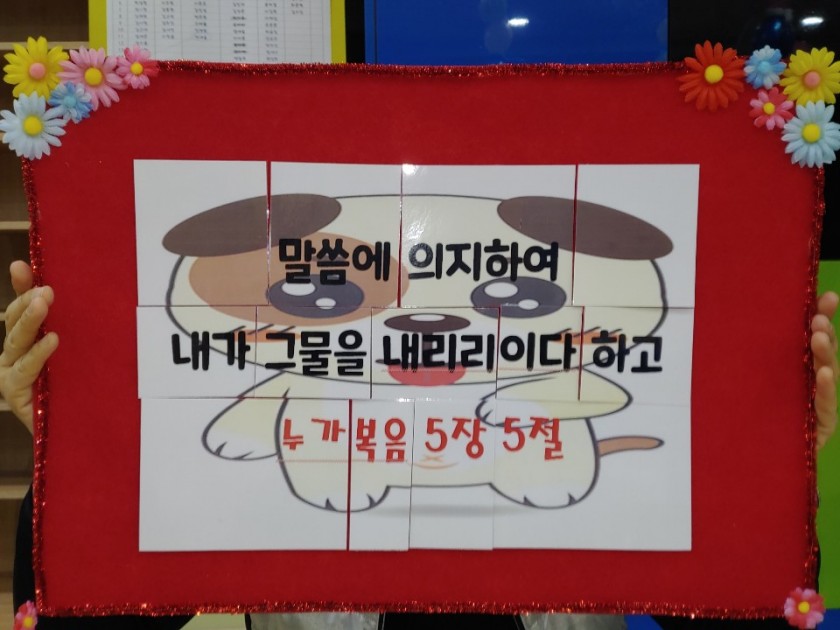 말씀에 의지하여
내가 그물을 내리리이다 하고
누가복음 5장 5절